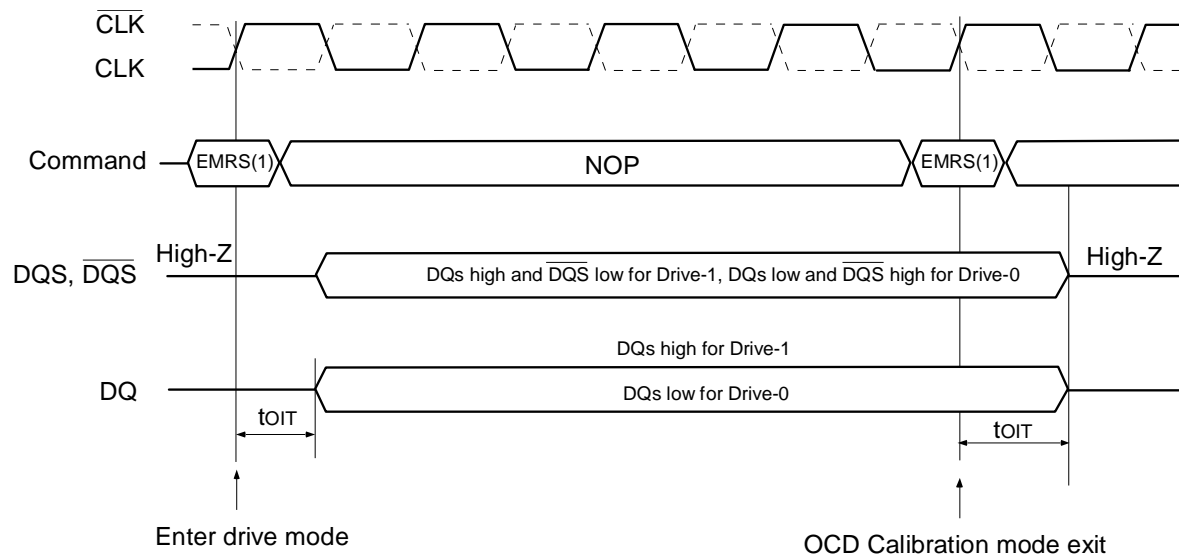 CLK
CLK
Command
EMRS(1)
NOP
EMRS(1)
High-Z
High-Z
DQS, DQS
DQs high and DQS low for Drive-1, DQs low and DQS high for Drive-0
DQs high for Drive-1
DQ
DQs low for Drive-0
tOIT
tOIT
Enter drive mode
OCD Calibration mode exit